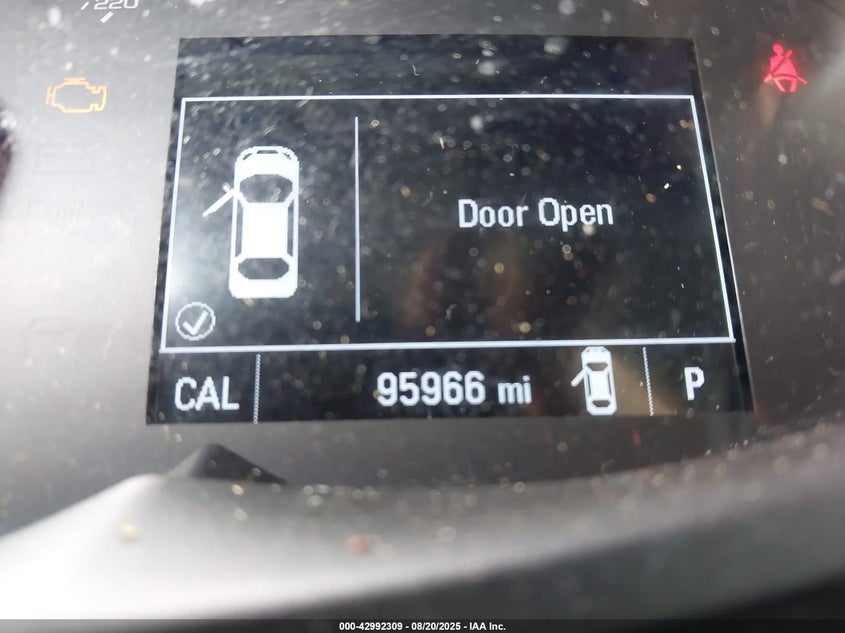 220
Door Open
CAL
95966 mi
P
000-42992309 - 08/20/2025 - IAA Inc.